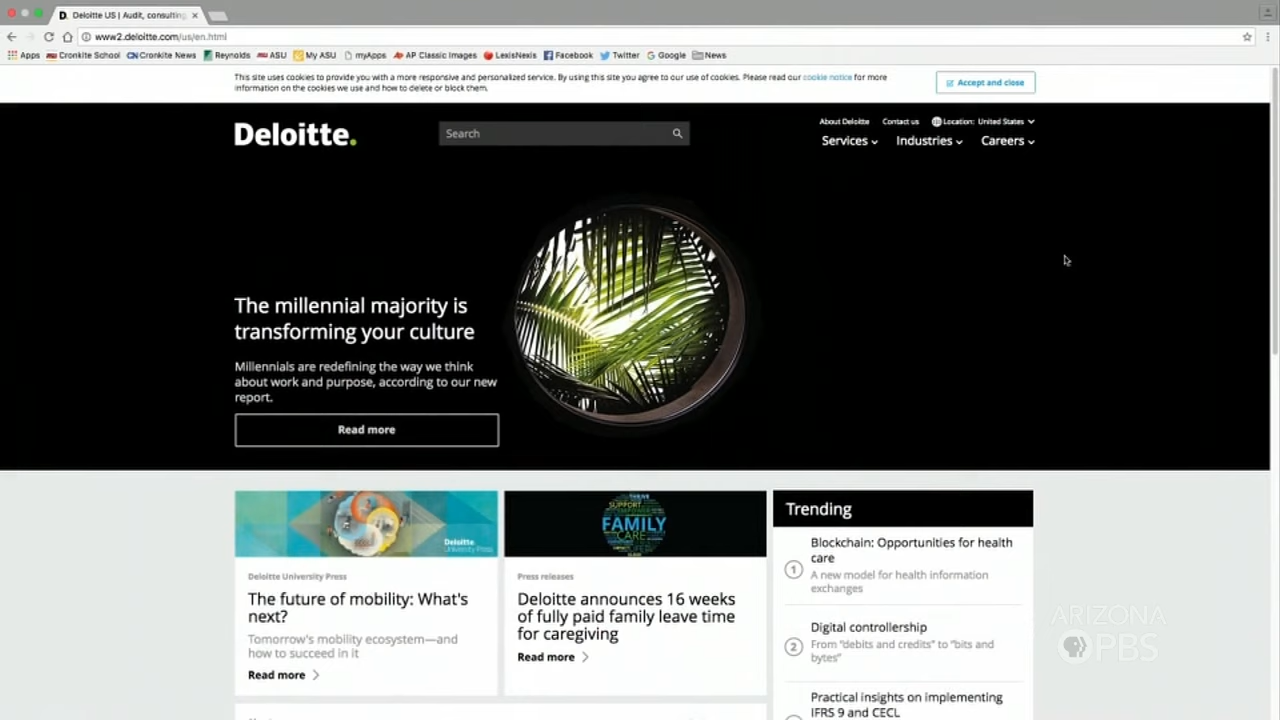 Deloitte US | Audit, consulting,
www2.deloitte.com/us/en.html
Apps Cronkite School Cronkite News Reynolds ASU My ASU myApps AP Classic Images LexisNexis Facebook Twitter Google News
This site uses cookies to provide you with a more responsive and personalized service. By using this site you agree to our use of cookies. Please read our cookie notice for more
information on the cookies we use and how to delete or block them.
Accept and close
About Deloitte Contact us Location: United States
Deloitte.
Search
Services Industries Careers
The millennial majority is
transforming your culture
Millennials are redefining the way we think
about work and purpose, according to our new
report.
Read more
Deloitte
University Press
Deloitte University Press
The future of mobility: What's
next?
Tomorrow's mobility ecosystem—and
how to succeed in it
Read more
THRIVE
SUPPORT
EMPOWER
FAMILY
CARE
Press releases
Deloitte announces 16 weeks
of fully paid family leave time
for caregiving
Read more
Trending
1
Blockchain: Opportunities for health
care
A new model for health information
exchanges
2
Digital controllership
From "debits and credits" to "bits and
bytes"
Practical insights on implementing
IFRS 9 and CECL
ARIZONA
PBS